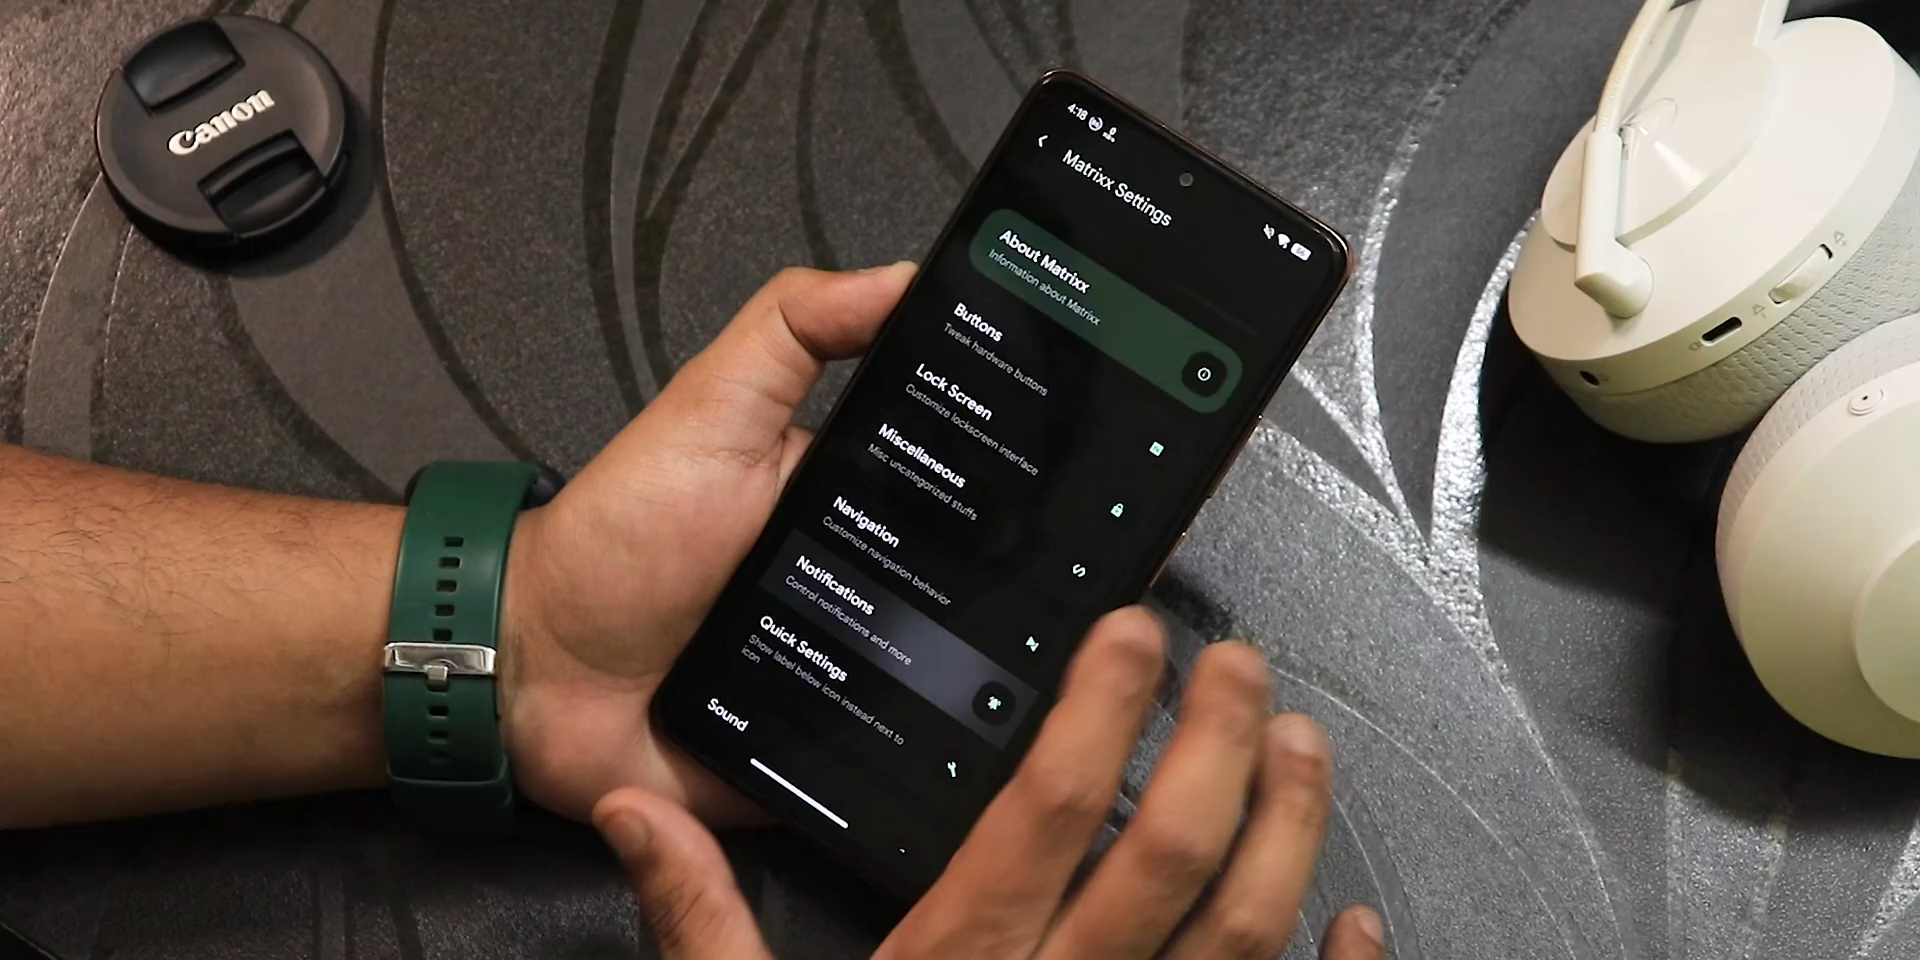 Canon
4:18
Matrixx Settings
About Matrixx
Information about Matrixx
Buttons
Tweak hardware buttons
Lock Screen
Customize lockscreen interface
Miscellaneous
Misc uncategorized stuffs
Navigation
Customize navigation behavior
Notifications
Control notifications and more
Quick Settings
Show label below icon instead next to
icon
Sound